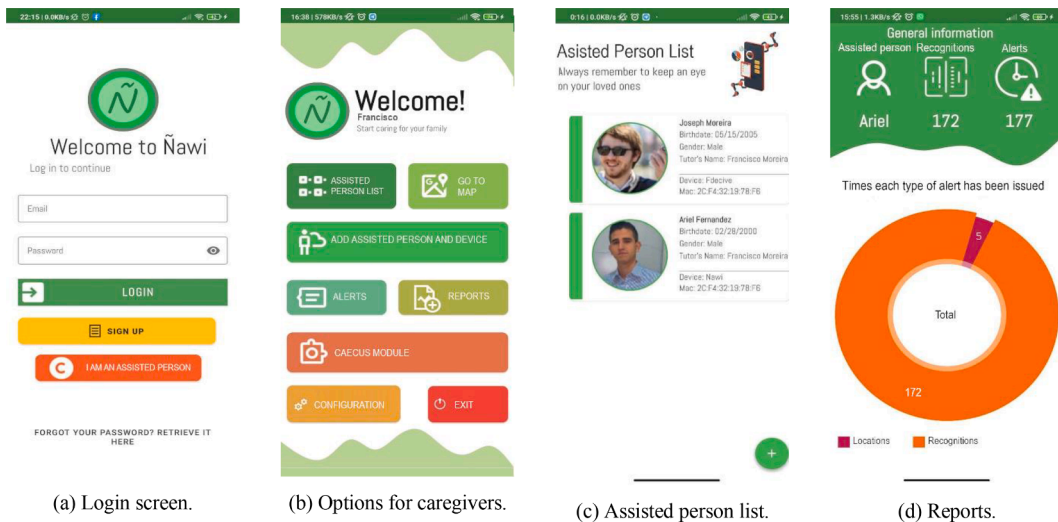 22:15 | 0.0KB/s
Ñ
Welcome to Ñawi
Log in to continue
Email
Password
LOGIN
SIGN UP
C I AM AN ASSISTED PERSON
FORGOT YOUR PASSWORD? RETRIEVE IT
HERE
(a) Login screen.
16:38 | 578KB/s
Ñ
Welcome!
Francisco
Start caring for your family
ASSISTED
PERSON LIST
GO TO
MAP
ADD ASSISTED PERSON AND DEVICE
ALERTS
REPORTS
CAECUS MODULE
CONFIGURATION
EXIT
(b) Options for caregivers.
0:16 | 0.0KB/s
Asisted Person List
Always remember to keep an eye
on your loved ones
Joseph Moreira
Birthdate: 05/15/2005
Gender: Male
Tutor's Name: Francisco Moreira
Device: Fdecive
Mac: 2C:F4:32:19:78:F6
Ariel Fernandez
Birthdate: 02/28/2000
Gender: Male
Tutor's Name: Francisco Moreira
Device: Nawi
Mac: 2C:F4:32:19:78:F6
+
(c) Assisted person list.
15:55 | 1.3KB/s
General information
Assisted person Recognitions Alerts
Ariel 172 177
Times each type of alert has been issued
5
Total
172
Locations Recognitions
(d) Reports.